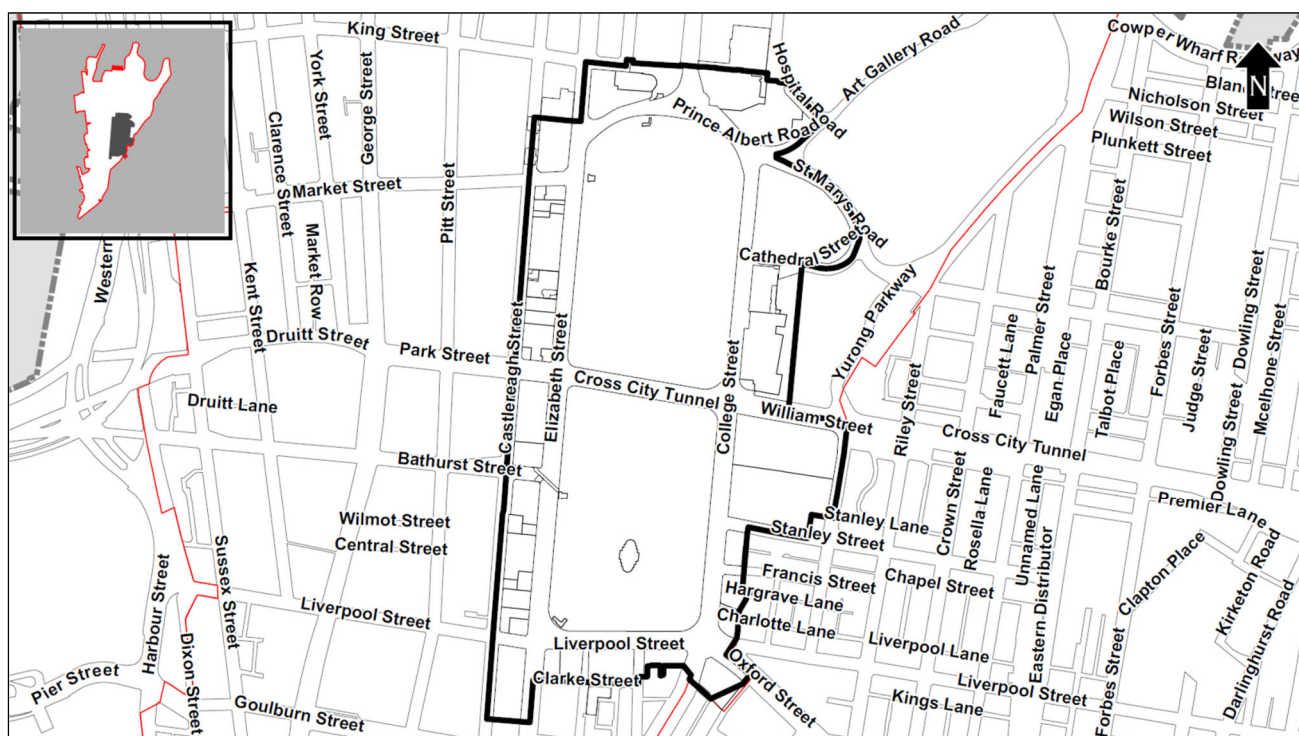 King Street
York Street
George Street
Clarence Street
Market Street
Pitt Street
Market Row
Kent Street
Western
Druitt Street
Park Street
Druitt Lane
Castlereagh Street
Elizabeth Street
Cross City Tunnel
College Street
William Street
Bathurst Street
Wilmot Street
Central Street
Sussex Street
Harbour Street
Dixon Street
Liverpool Street
Pier Street
Goulburn Street
Liverpool Street
Clarke Street
Oxford Street
Hospital Road
Art Gallery Road
Prince Albert Road
St Marys Road
Cathedral Street
Yurong Parkway
Cowper Wharf Roadway
N
Nicholson Street
Wilson Street
Plunkett Street
Bourke Street
Palmer Street
Faucett Lane
Egan Place
Talbot Place
Forbes Street
Judge Street
Dowling Street
Dowling Street
Mcelhone Street
Riley Street
Cross City Tunnel
Crown Street
Rosella Lane
Unnamed Lane
Eastern Distributor
Premier Lane
Clapton Place
Kirketon Road
Darlinghurst Road
Stanley Lane
Stanley Street
Francis Street
Chapel Street
Hargrave Lane
Charlotte Lane
Liverpool Lane
Liverpool Street
Kings Lane
Forbes Street